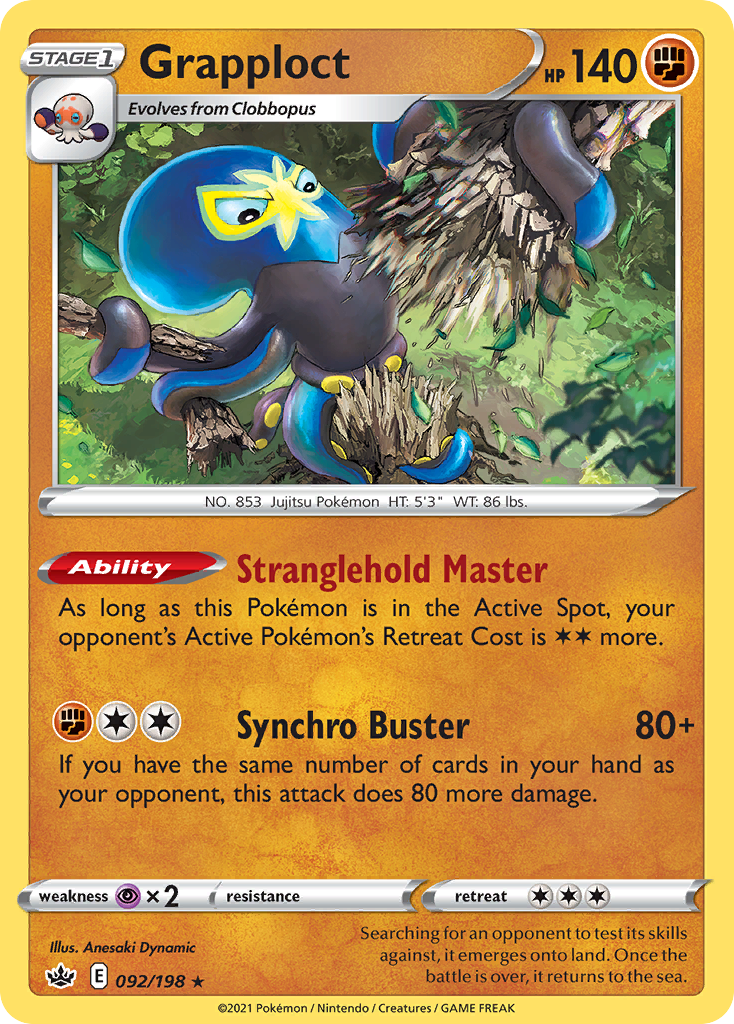 STAGE1
Grapploct
HP 140
Evolves from Clobbopus
NO. 853 Jujitsu Pokémon HT: 5'3" WT: 86 lbs.
Ability Stranglehold Master
As long as this Pokémon is in the Active Spot, your
opponent's Active Pokémon's Retreat Cost is ✶✶ more.
Synchro Buster 80+
If you have the same number of cards in your hand as
your opponent, this attack does 80 more damage.
weakness ×2 resistance retreat
Illus. Anesaki Dynamic
Searching for an opponent to test its skills
against, it emerges onto land. Once the
battle is over, it returns to the sea.
E 092/198 ★
©2021 Pokémon / Nintendo / Creatures / GAME FREAK